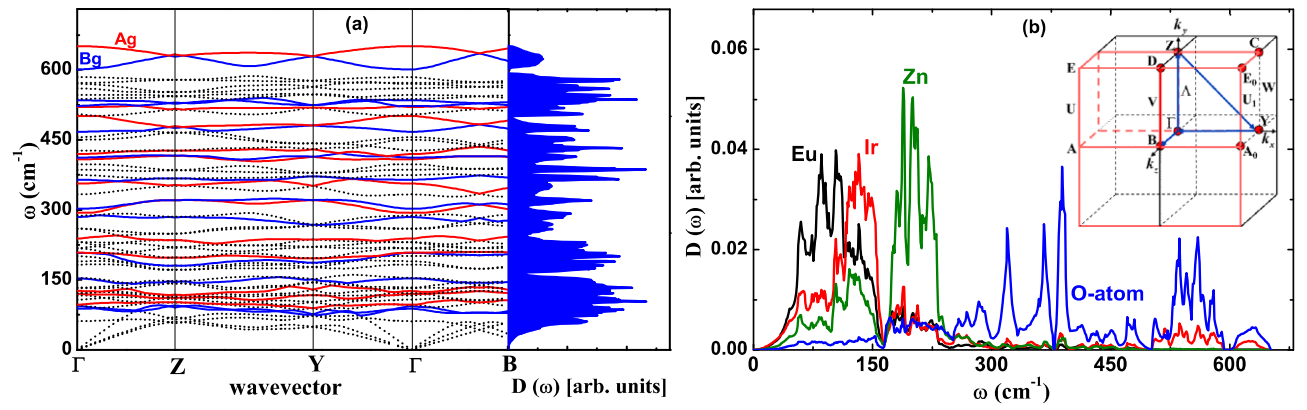 (a)
Ag
Bg
600
450
300
150
0
ω (cm⁻¹)
Γ Z Y Γ B
wavevector
D (ω) [arb. units]
(b)
0.06
0.04
0.02
0.00
D (ω) [arb. units]
Eu
Ir
Zn
O-atom
0 150 300 450 600
ω (cm⁻¹)
k_y
Z
C
D
E
E₀
Λ
W
U
V
U₁
Γ
Y
k_x
B
A
A₀
k_z